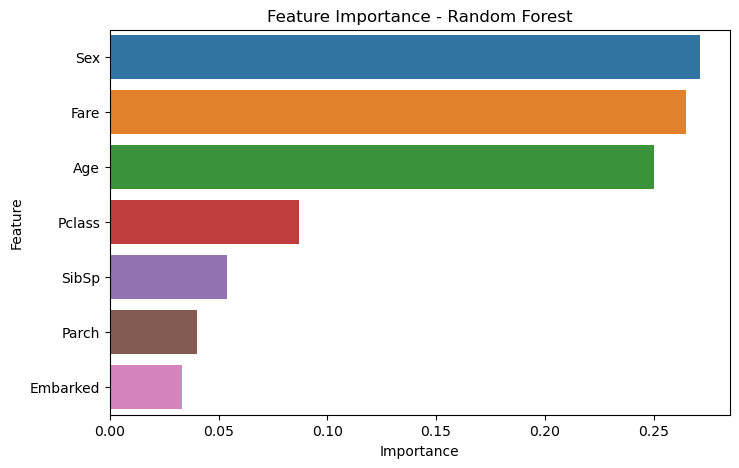 Feature Importance - Random Forest
Sex
Fare
Age
Pclass
SibSp
Parch
Embarked
Feature
0.00 0.05 0.10 0.15 0.20 0.25
Importance